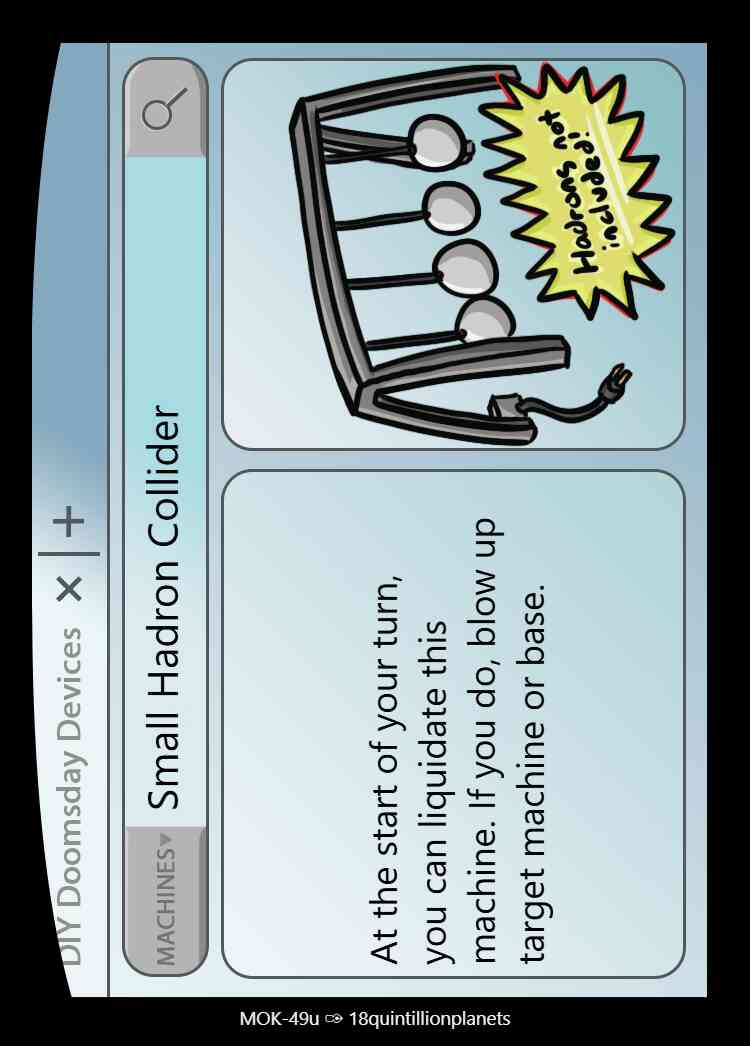 DIY Doomsday Devices × | +
MACHINES▾ Small Hadron Collider
At the start of your turn,
you can liquidate this
machine. If you do, blow up
target machine or base.
Hadrons not
included!
MOK-49u ✑ 18quintillionplanets